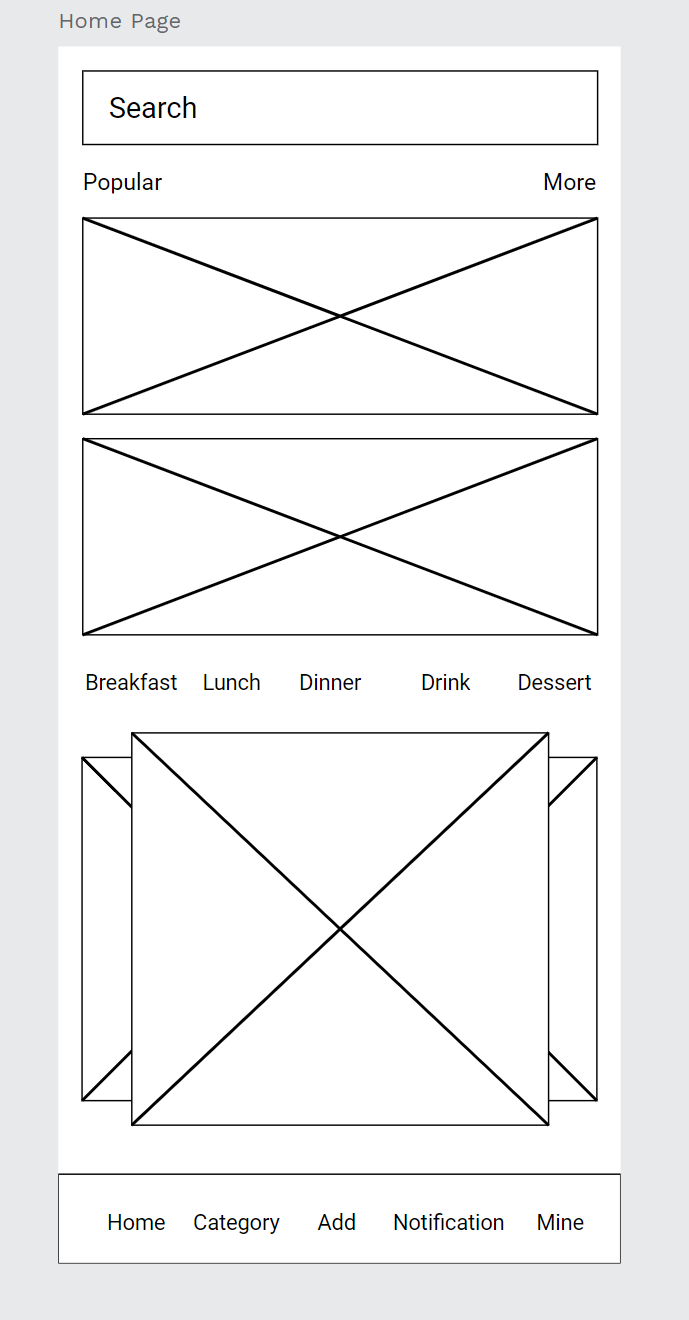 Home Page
Search
Popular More
Breakfast Lunch Dinner Drink Dessert
Home Category Add Notification Mine